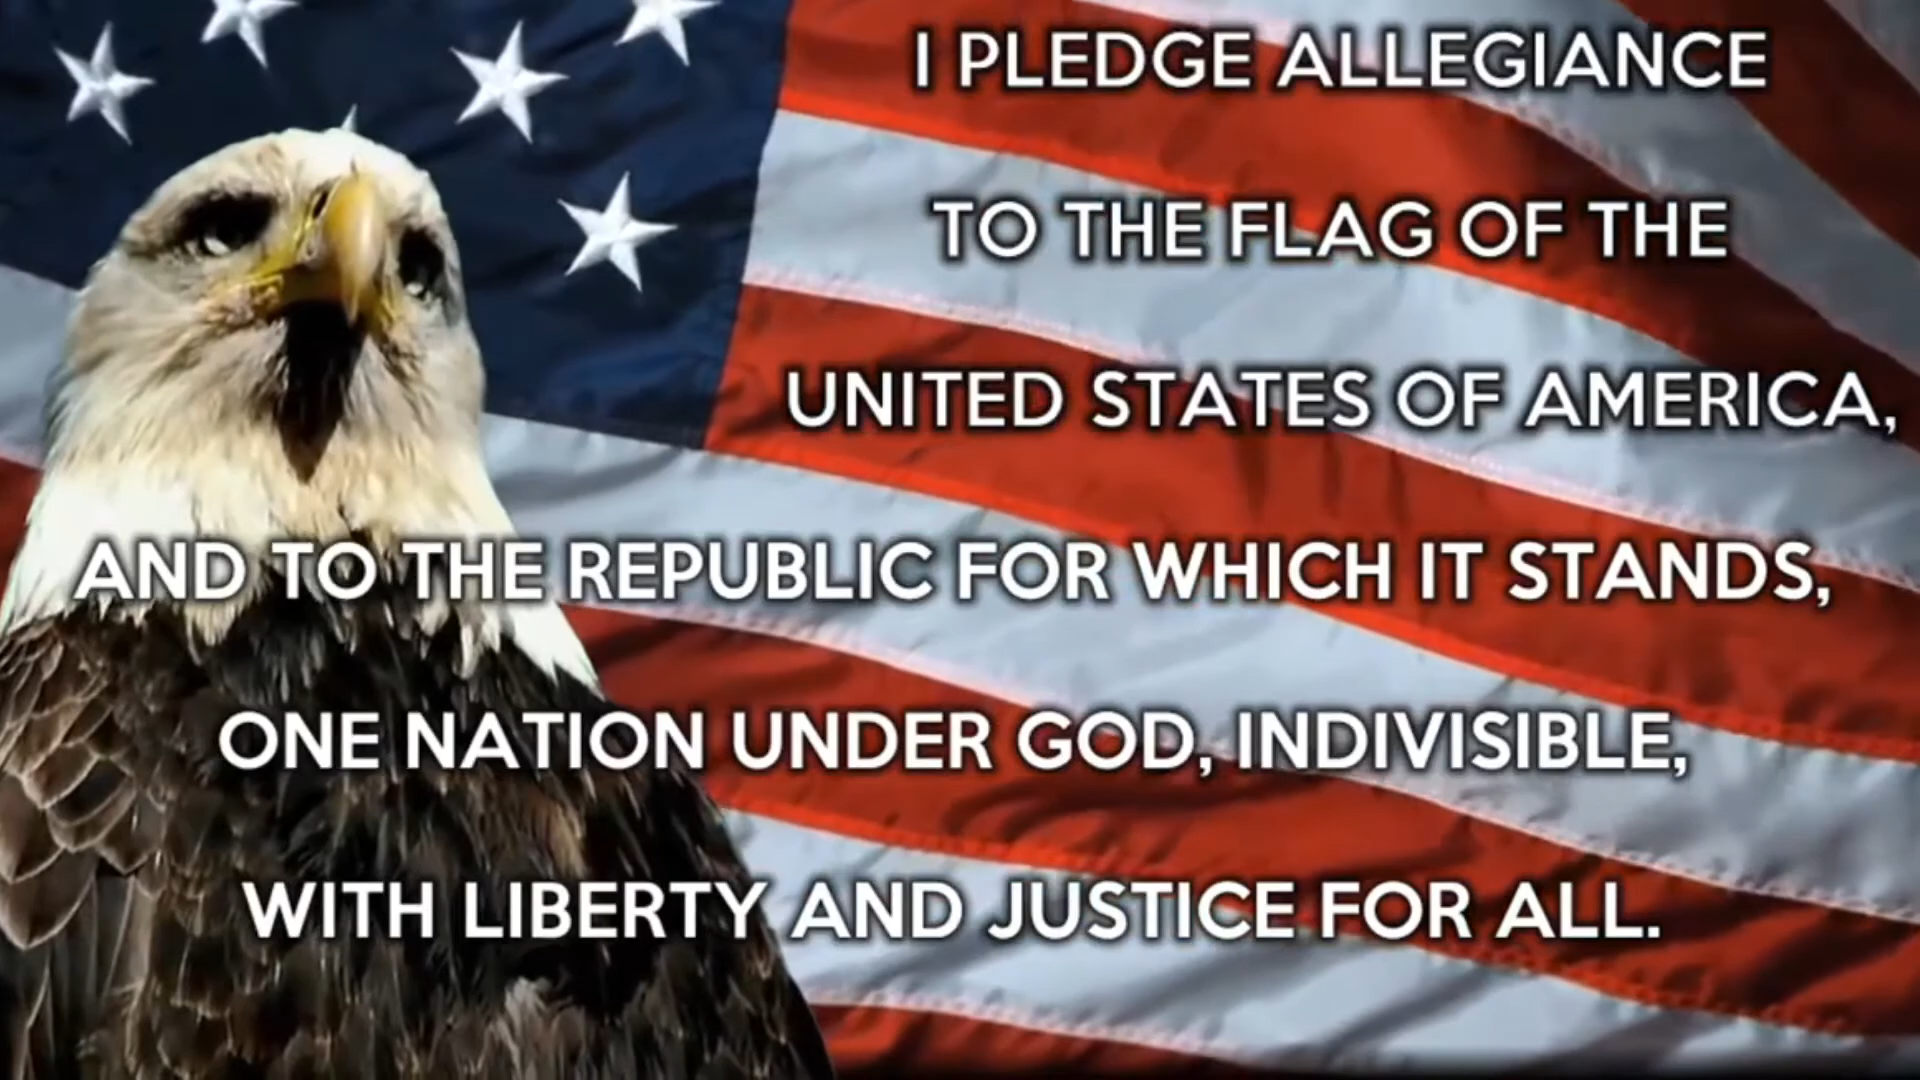 I PLEDGE ALLEGIANCE
TO THE FLAG OF THE
UNITED STATES OF AMERICA,
AND TO THE REPUBLIC FOR WHICH IT STANDS,
ONE NATION UNDER GOD, INDIVISIBLE,
WITH LIBERTY AND JUSTICE FOR ALL.